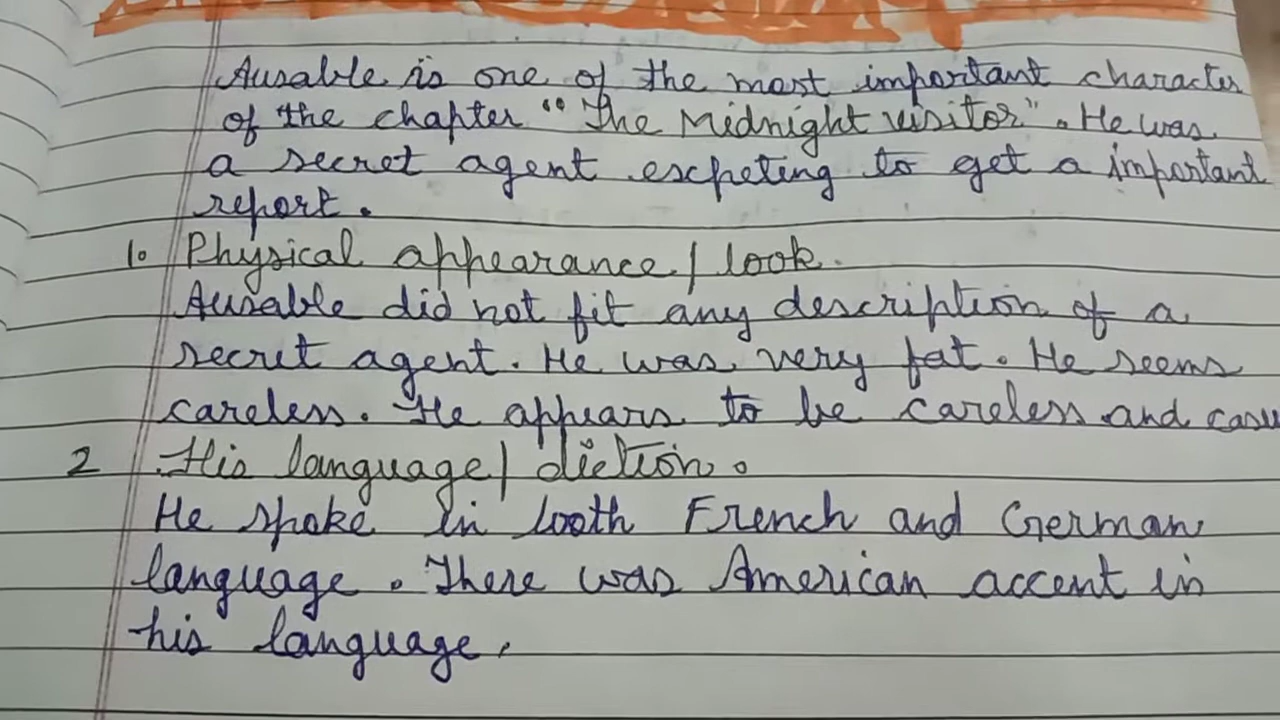 Ausable is one of the most important character
of the chapter "The Midnight visitor". He was
a secret agent escpeting to get a important
report.
1. Physical appearance/look.
Ausable did not fit any description of a
secret agent. He was very fat. He seems
careless. He appears to be careless and casu
2 His language/diction.
He spoke in both French and German
language. There was American accent in
his language.